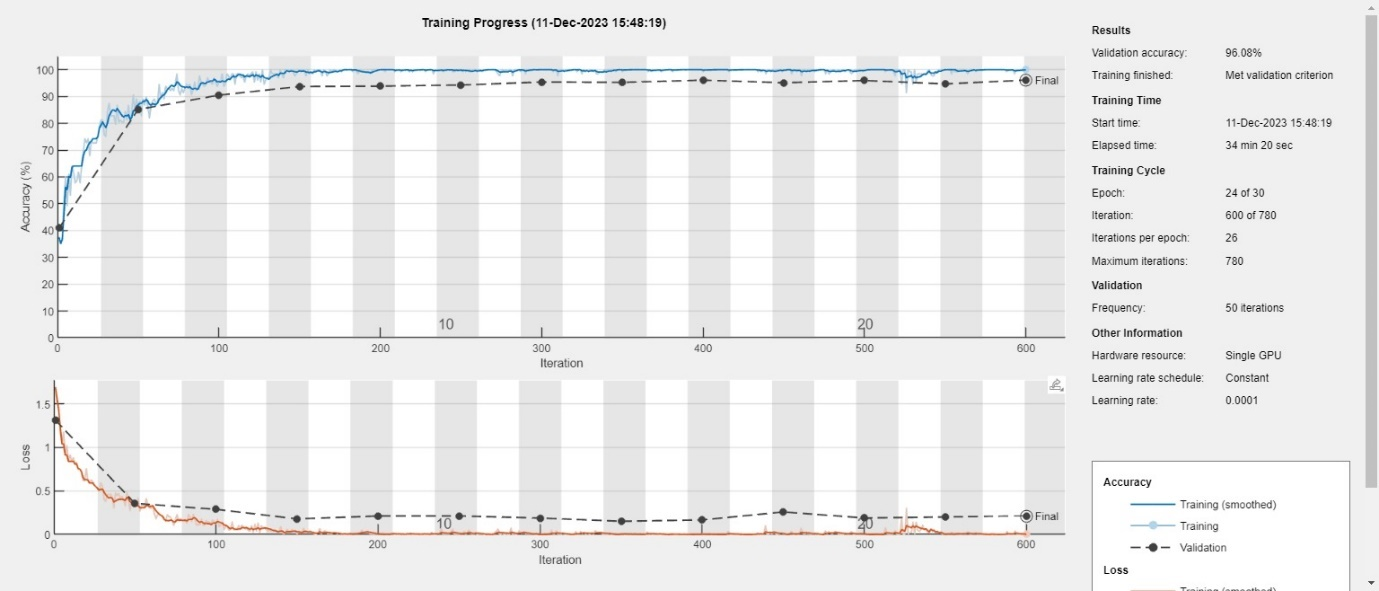 Training Progress (11-Dec-2023 15:48:19)
100
90
80
70
60
50
40
30
20
10
0
Accuracy (%)
Final
10
20
0 100 200 300 400 500 600
Iteration
1.5
1
0.5
0
Loss
Final
10
20
0 100 200 300 400 500 600
Iteration
Results
Validation accuracy: 96.08%
Training finished: Met validation criterion
Training Time
Start time: 11-Dec-2023 15:48:19
Elapsed time: 34 min 20 sec
Training Cycle
Epoch: 24 of 30
Iteration: 600 of 780
Iterations per epoch: 26
Maximum iterations: 780
Validation
Frequency: 50 iterations
Other Information
Hardware resource: Single GPU
Learning rate schedule: Constant
Learning rate: 0.0001
Accuracy
Training (smoothed)
Training
Validation
Loss
Training (smoothed)